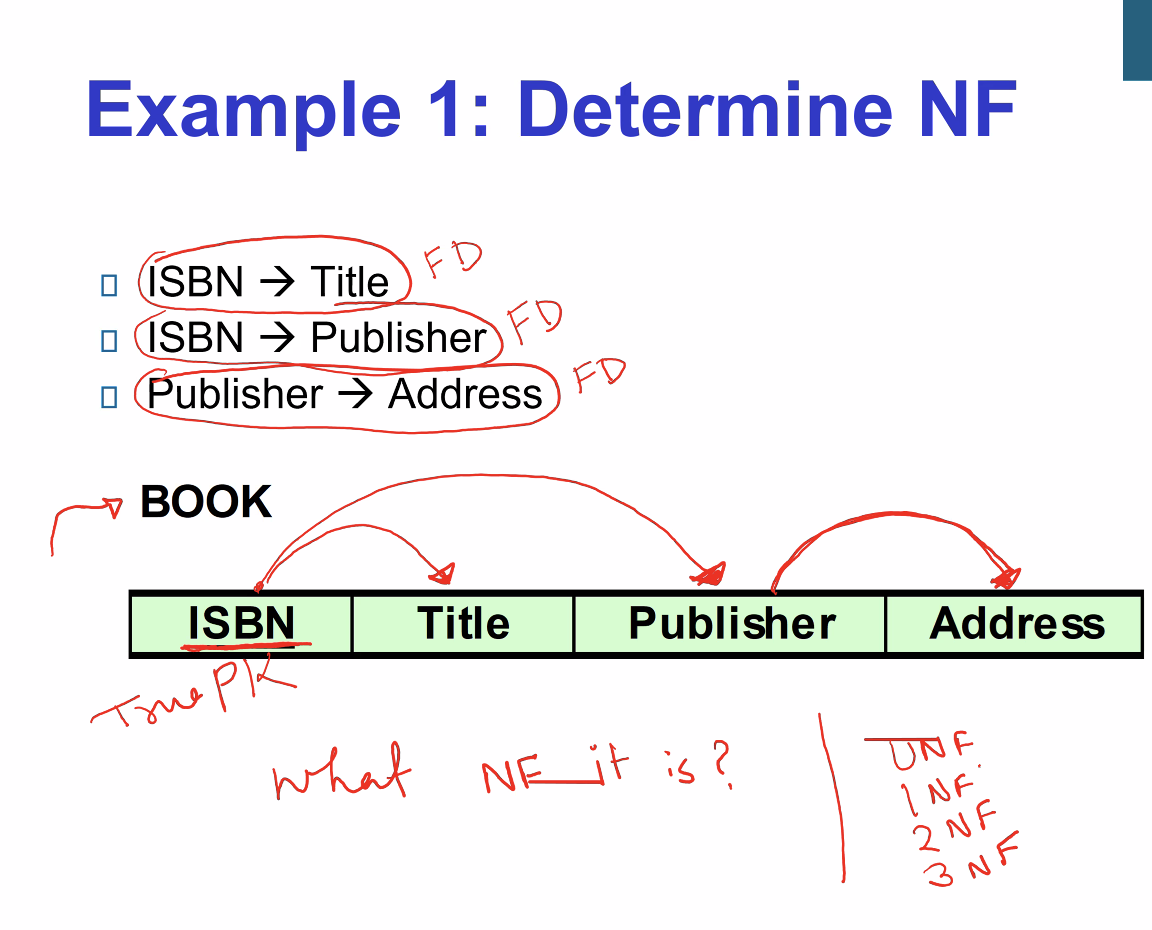 Example 1: Determine NF
ISBN → Title FD
ISBN → Publisher FD
Publisher → Address FD
BOOK
ISBN Title Publisher Address
True PK
What NF it is?
UNF
1NF
2NF
3NF